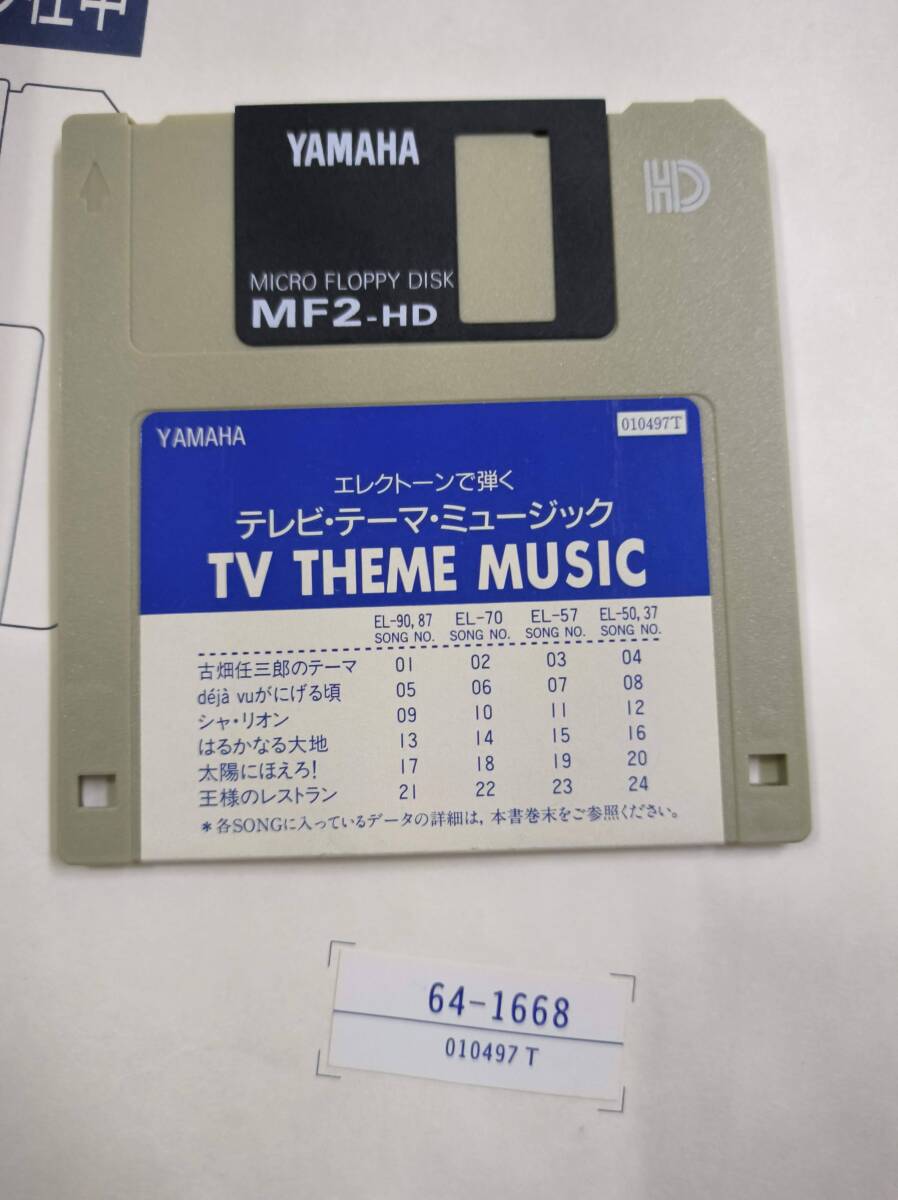 仕中
YAMAHA
HD
MICRO FLOPPY DISK
MF2-HD
YAMAHA
010497T
エレクトーンで弾く
テレビ・テーマ・ミュージック
TV THEME MUSIC
EL-90, 87 EL-70 EL-57 EL-50, 37
SONG NO. SONG NO. SONG NO. SONG NO.
古畑任三郎のテーマ 01 02 03 04
déjà vuがにげる頃 05 06 07 08
シャ・リオン 09 10 11 12
はるかなる大地 13 14 15 16
太陽にほえろ! 17 18 19 20
王様のレストラン 21 22 23 24
*各SONGに入っているデータの詳細は, 本書巻末をご参照ください。
64-1668
010497 T